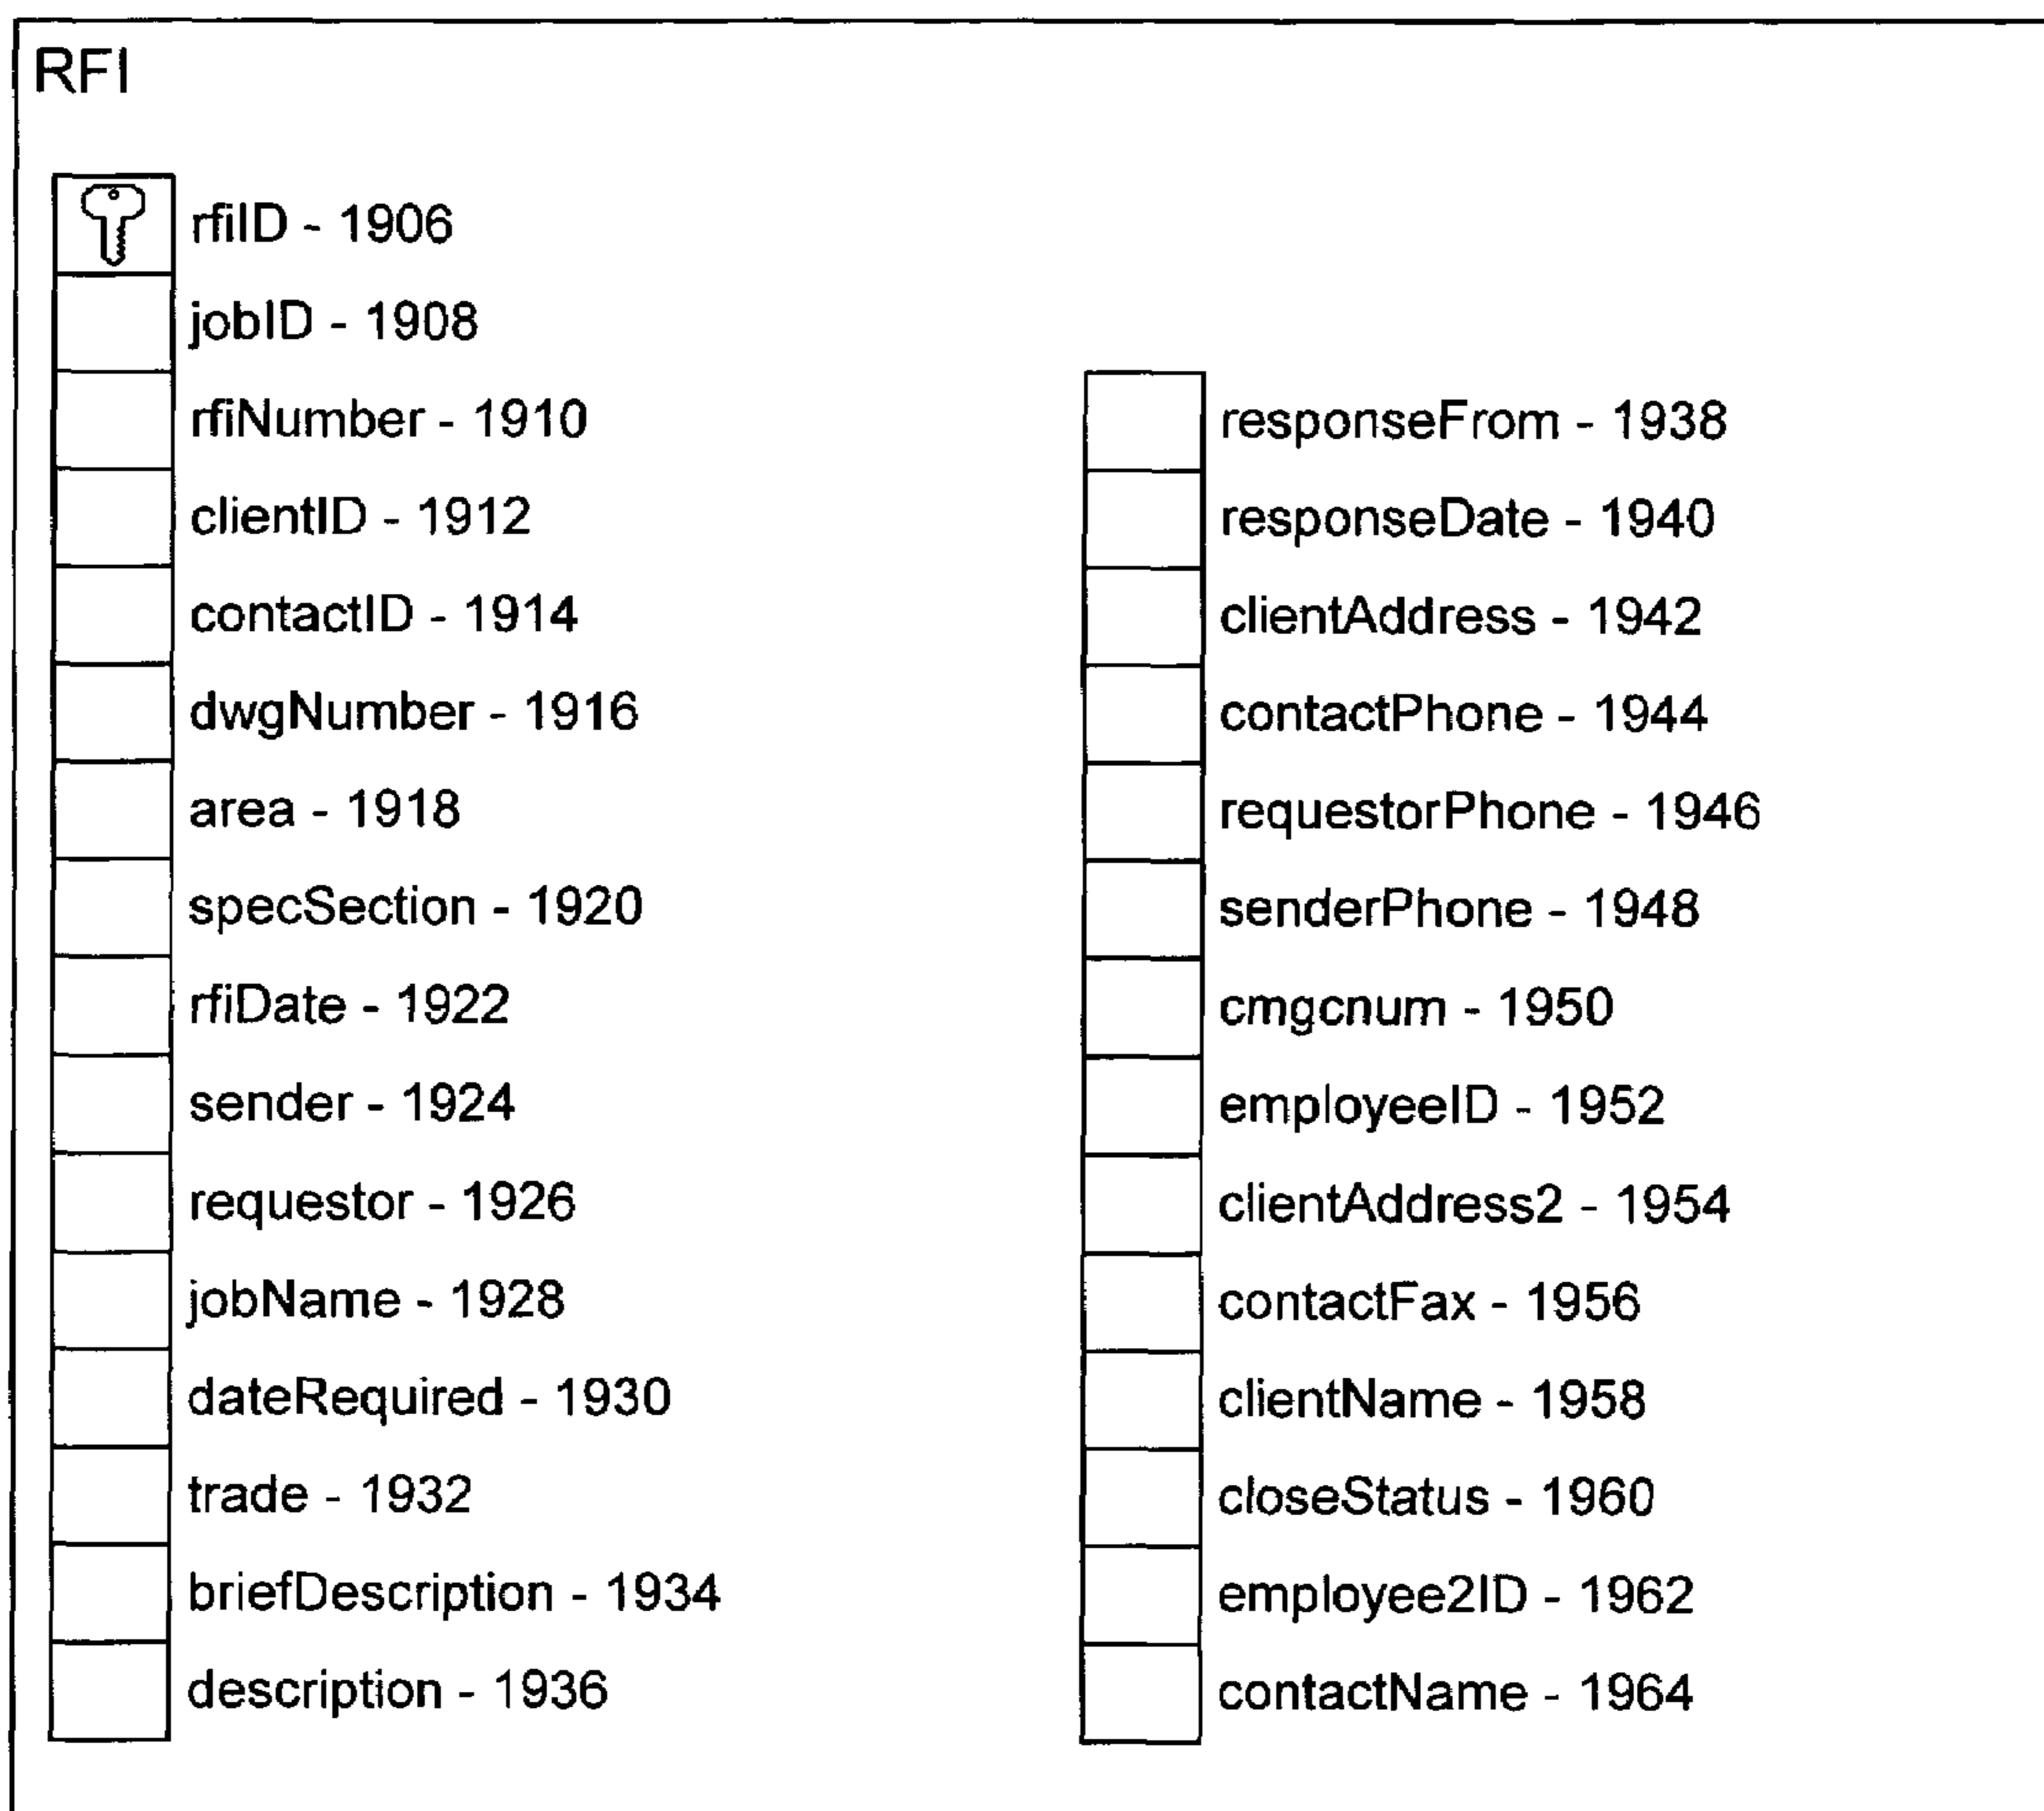 RFI
rfiID - 1906
jobID - 1908
rfiNumber - 1910
clientID - 1912
contactID - 1914
dwgNumber - 1916
area - 1918
specSection - 1920
rfiDate - 1922
sender - 1924
requestor - 1926
jobName - 1928
dateRequired - 1930
trade - 1932
briefDescription - 1934
description - 1936
responseFrom - 1938
responseDate - 1940
clientAddress - 1942
contactPhone - 1944
requestorPhone - 1946
senderPhone - 1948
cmgcnum - 1950
employeeID - 1952
clientAddress2 - 1954
contactFax - 1956
clientName - 1958
closeStatus - 1960
employee2ID - 1962
contactName - 1964